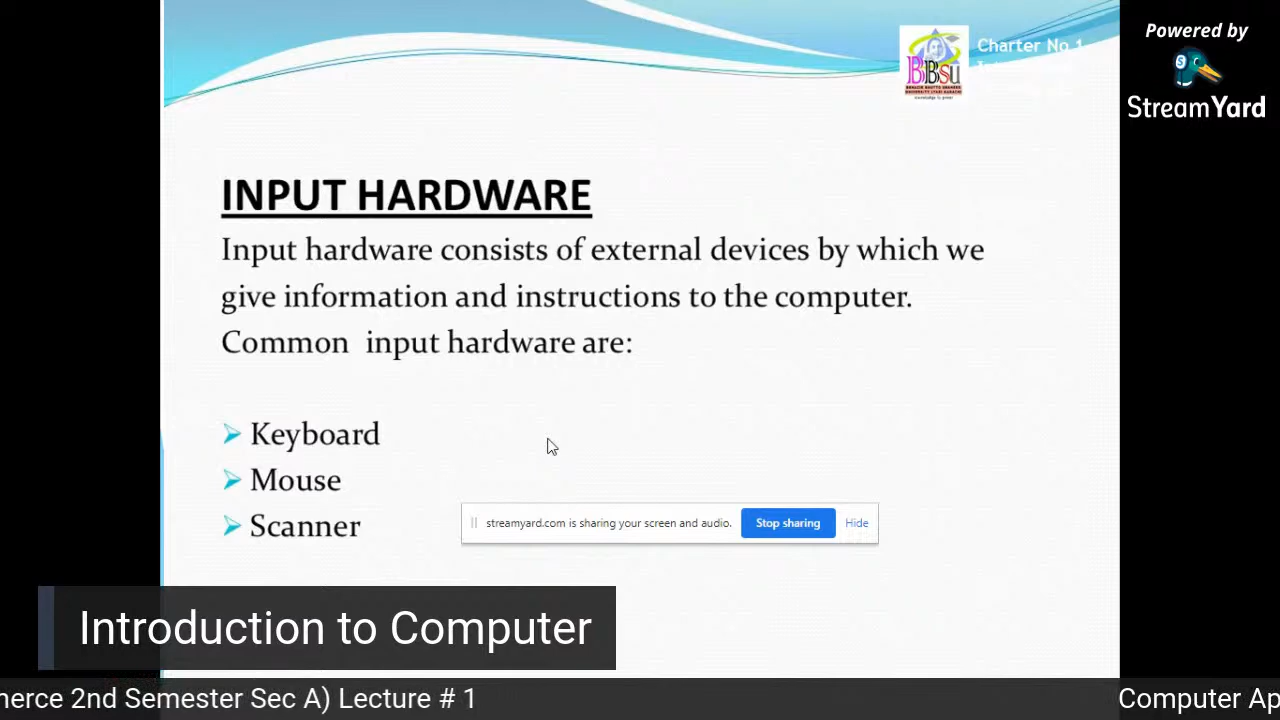 Charter No.1
Powered by
StreamYard
BBSU
INPUT HARDWARE
Input hardware consists of external devices by which we
give information and instructions to the computer.
Common input hardware are:
Keyboard
Mouse
Scanner
streamyard.com is sharing your screen and audio. Stop sharing Hide
Introduction to Computer
merce 2nd Semester Sec A) Lecture # 1 Computer Ap